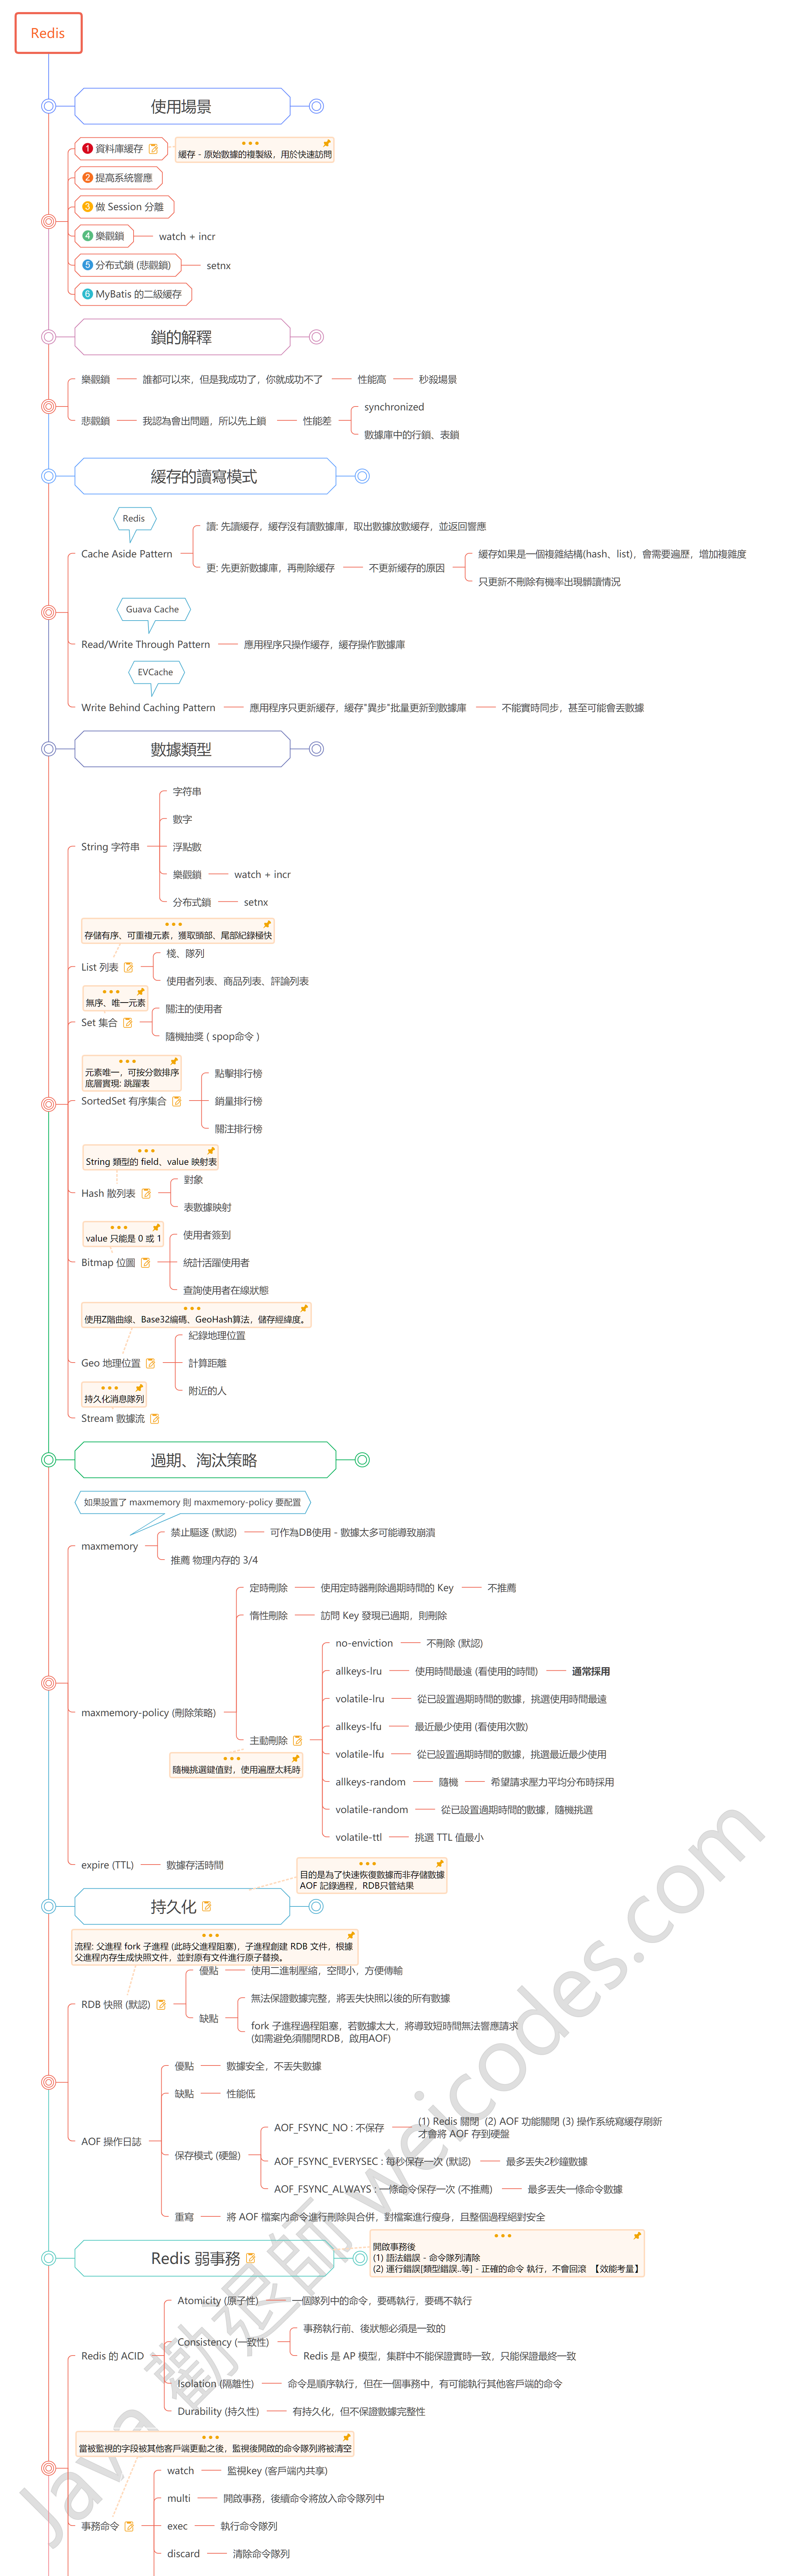 Redis
使用場景
1 資料庫緩存
緩存 - 原始數據的複製級，用於快速訪問
2 提高系統響應
3 做 Session 分離
4 樂觀鎖
watch + incr
5 分布式鎖 (悲觀鎖)
setnx
6 MyBatis 的二級緩存
鎖的解釋
樂觀鎖
誰都可以來，但是我成功了，你就成功不了
性能高
秒殺場景
悲觀鎖
我認為會出問題，所以先上鎖
性能差
synchronized
數據庫中的行鎖、表鎖
緩存的讀寫模式
Redis
Cache Aside Pattern
讀: 先讀緩存，緩存沒有讀數據庫，取出數據放數緩存，並返回響應
更: 先更新數據庫，再刪除緩存
不更新緩存的原因
緩存如果是一個複雜結構(hash、list)，會需要遍歷，增加複雜度
只更新不刪除有機率出現髒讀情況
Guava Cache
Read/Write Through Pattern
應用程序只操作緩存，緩存操作數據庫
EVCache
Write Behind Caching Pattern
應用程序只更新緩存，緩存"異步"批量更新到數據庫
不能實時同步，甚至可能會丟數據
數據類型
String 字符串
字符串
數字
浮點數
樂觀鎖
watch + incr
分布式鎖
setnx
存儲有序、可重複元素，獲取頭部、尾部紀錄極快
List 列表
棧、隊列
使用者列表、商品列表、評論列表
無序、唯一元素
Set 集合
關注的使用者
隨機抽獎 ( spop命令 )
元素唯一，可按分數排序
底層實現: 跳躍表
SortedSet 有序集合
點擊排行榜
銷量排行榜
關注排行榜
String 類型的 field、value 映射表
Hash 散列表
對象
表數據映射
value 只能是 0 或 1
Bitmap 位圖
使用者簽到
統計活躍使用者
查詢使用者在線狀態
使用Z階曲線、Base32編碼、GeoHash算法，儲存經緯度。
Geo 地理位置
紀錄地理位置
計算距離
附近的人
持久化消息隊列
Stream 數據流
過期、淘汰策略
如果設置了 maxmemory 則 maxmemory-policy 要配置
maxmemory
禁止驅逐 (默認)
可作為DB使用 - 數據太多可能導致崩潰
推薦 物理内存的 3/4
maxmemory-policy (刪除策略)
定時刪除
使用定時器刪除過期時間的 Key
不推薦
惰性刪除
訪問 Key 發現已過期，則刪除
主動刪除
隨機挑選鍵值對，使用遍歷太耗時
no-enviction
不刪除 (默認)
allkeys-lru
使用時間最遠 (看使用的時間)
通常採用
volatile-lru
從已設置過期時間的數據，挑選使用時間最遠
allkeys-lfu
最近最少使用 (看使用次數)
volatile-lfu
從已設置過期時間的數據，挑選最近最少使用
allkeys-random
隨機
希望請求壓力平均分布時採用
volatile-random
從已設置過期時間的數據，隨機挑選
volatile-ttl
挑選 TTL 值最小
expire (TTL)
數據存活時間
持久化
目的是為了快速恢復數據而非存儲數據
AOF 記錄過程，RDB只管結果
流程: 父進程 fork 子進程 (此時父進程阻塞)，子進程創建 RDB 文件，根據
父進程內存生成快照文件，並對原有文件進行原子替換。
RDB 快照 (默認)
優點
使用二進制壓縮，空間小，方便傳輸
缺點
無法保證數據完整，將丟失快照以後的所有數據
fork 子進程過程阻塞，若數據太大，將導致短時間無法響應請求
(如需避免須關閉RDB，啟用AOF)
AOF 操作日誌
優點
數據安全，不丟失數據
缺點
性能低
保存模式 (硬盤)
AOF_FSYNC_NO : 不保存
(1) Redis 關閉  (2) AOF 功能關閉 (3) 操作系統寫緩存刷新
才會將 AOF 存到硬盤
AOF_FSYNC_EVERYSEC : 每秒保存一次 (默認)
最多丟失2秒鐘數據
AOF_FSYNC_ALWAYS : 一條命令保存一次 (不推薦)
最多丟失一條命令數據
重寫
將 AOF 檔案内命令進行刪除與合併，對檔案進行瘦身，且整個過程絕對安全
Redis 弱事務
開啟事務後
(1) 語法錯誤 - 命令隊列清除
(2) 運行錯誤[類型錯誤..等] - 正確的命令 執行，不會回滾 【效能考量】
Redis 的 ACID
Atomicity (原子性)
一個隊列中的命令，要碼執行，要碼不執行
Consistency (一致性)
事務執行前、後狀態必須是一致的
Redis 是 AP 模型，集群中不能保證實時一致，只能保證最終一致
Isolation (隔離性)
命令是順序執行，但在一個事務中，有可能執行其他客戶端的命令
Durability (持久性)
有持久化，但不保證數據完整性
當被監視的字段被其他客戶端更動之後，監視後開啟的命令隊列將被清空
事務命令
watch
監視key (客戶端内共享)
multi
開啟事務，後續命令將放入命令隊列中
exec
執行命令隊列
discard
清除命令隊列
Java 勸退師 weicodes.com